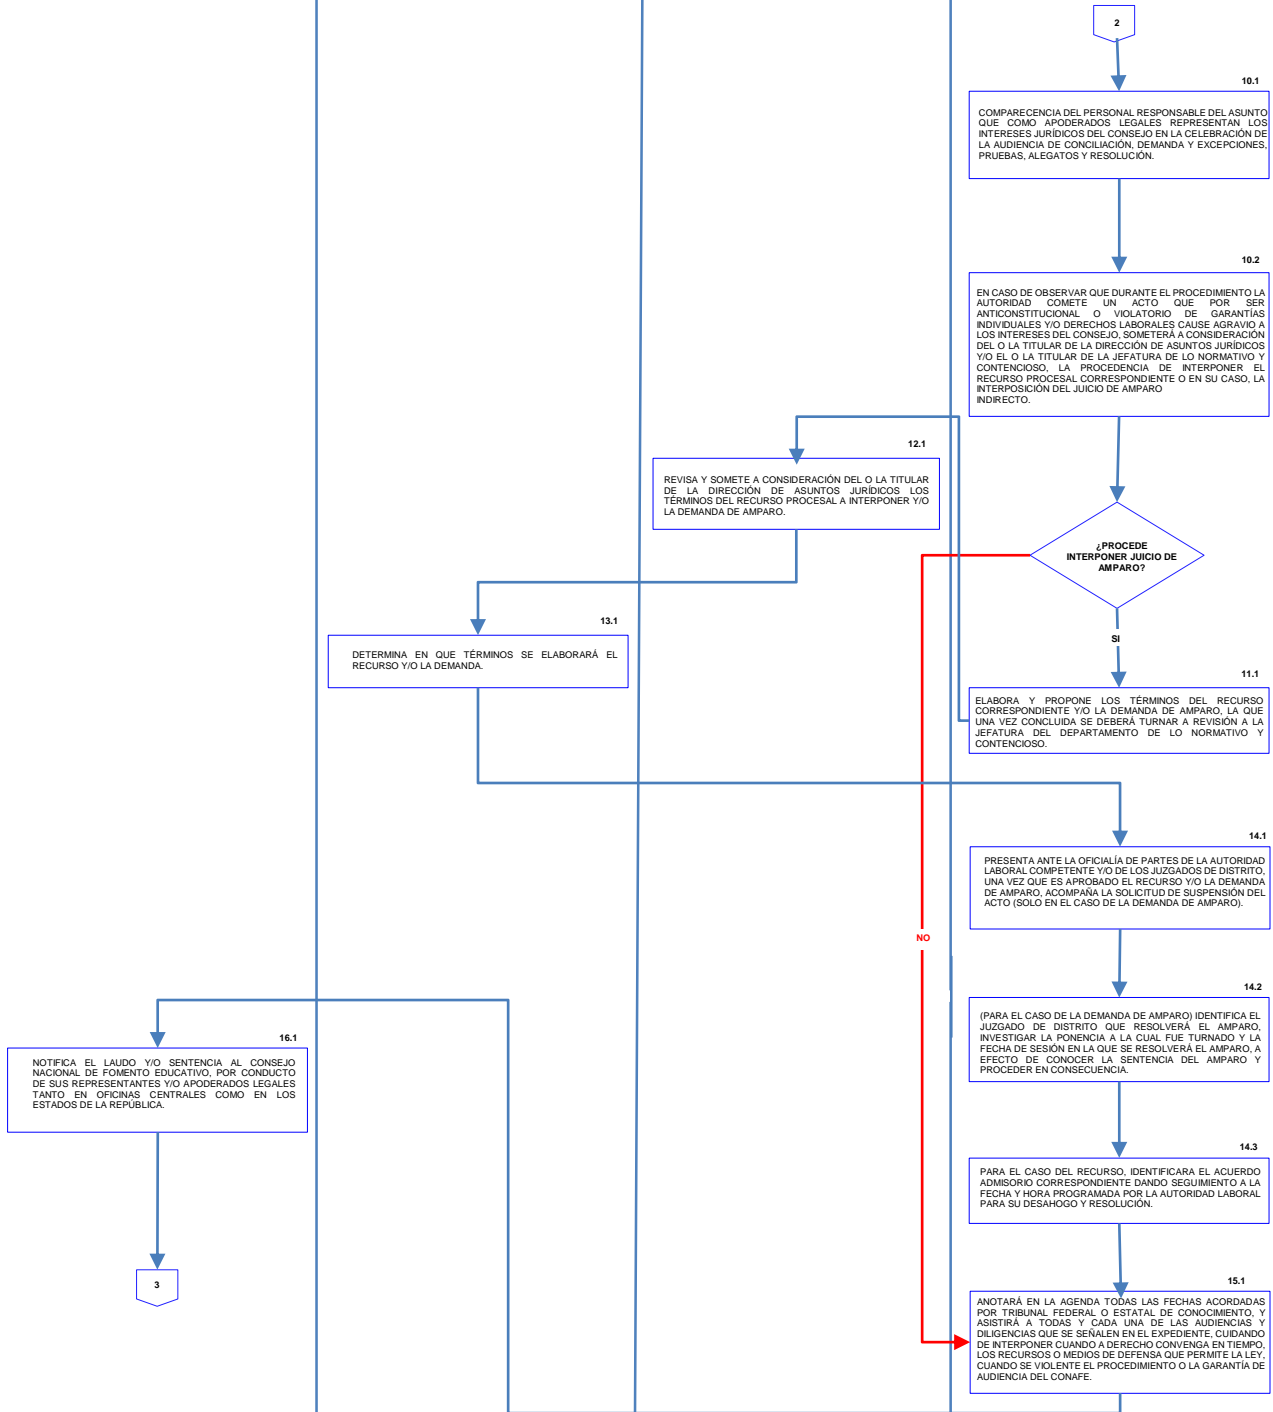 2
10.1
COMPARECENCIA DEL PERSONAL RESPONSABLE DEL ASUNTO
QUE COMO APODERADOS LEGALES REPRESENTAN LOS
INTERESES JURÍDICOS DEL CONSEJO EN LA CELEBRACIÓN DE
LA AUDIENCIA DE CONCILIACIÓN, DEMANDA Y EXCEPCIONES,
PRUEBAS, ALEGATOS Y RESOLUCIÓN.
10.2
EN CASO DE OBSERVAR QUE DURANTE EL PROCEDIMIENTO LA
AUTORIDAD COMETE UN ACTO QUE POR SER
ANTICONSTITUCIONAL O VIOLATORIO DE GARANTÍAS
INDIVIDUALES Y/O DERECHOS LABORALES CAUSE AGRAVIO A
LOS INTERESES DEL CONSEJO, SOMETERÁ A CONSIDERACIÓN
DEL O LA TITULAR DE LA DIRECCIÓN DE ASUNTOS JURÍDICOS
Y/O EL O LA TITULAR DE LA JEFATURA DE LO NORMATIVO Y
CONTENCIOSO, LA PROCEDENCIA DE INTERPONER EL
RECURSO PROCESAL CORRESPONDIENTE O EN SU CASO, LA
INTERPOSICIÓN DEL JUICIO DE AMPARO
INDIRECTO.
12.1
REVISA Y SOMETE A CONSIDERACIÓN DEL O LA TITULAR
DE LA DIRECCIÓN DE ASUNTOS JURÍDICOS LOS
TÉRMINOS DEL RECURSO PROCESAL A INTERPONER Y/O
LA DEMANDA DE AMPARO.
¿PROCEDE
INTERPONER JUICIO DE
AMPARO?
13.1
DETERMINA EN QUE TÉRMINOS SE ELABORARÁ EL
RECURSO Y/O LA DEMANDA.
SI
11.1
ELABORA Y PROPONE LOS TÉRMINOS DEL RECURSO
CORRESPONDIENTE Y/O LA DEMANDA DE AMPARO, LA QUE
UNA VEZ CONCLUIDA SE DEBERÁ TURNAR A REVISIÓN A LA
JEFATURA DEL DEPARTAMENTO DE LO NORMATIVO Y
CONTENCIOSO.
14.1
PRESENTA ANTE LA OFICIALÍA DE PARTES DE LA AUTORIDAD
LABORAL COMPETENTE Y/O DE LOS JUZGADOS DE DISTRITO,
UNA VEZ QUE ES APROBADO EL RECURSO Y/O LA DEMANDA
DE AMPARO, ACOMPAÑA LA SOLICITUD DE SUSPENSIÓN DEL
ACTO (SOLO EN EL CASO DE LA DEMANDA DE AMPARO).
NO
14.2
(PARA EL CASO DE LA DEMANDA DE AMPARO) IDENTIFICA EL
JUZGADO DE DISTRITO QUE RESOLVERÁ EL AMPARO,
INVESTIGAR LA PONENCIA A LA CUAL FUE TURNADO Y LA
FECHA DE SESIÓN EN LA QUE SE RESOLVERÁ EL AMPARO, A
EFECTO DE CONOCER LA SENTENCIA DEL AMPARO Y
PROCEDER EN CONSECUENCIA.
16.1
NOTIFICA EL LAUDO Y/O SENTENCIA AL CONSEJO
NACIONAL DE FOMENTO EDUCATIVO, POR CONDUCTO
DE SUS REPRESENTANTES Y/O APODERADOS LEGALES
TANTO EN OFICINAS CENTRALES COMO EN LOS
ESTADOS DE LA REPÚBLICA.
14.3
PARA EL CASO DEL RECURSO, IDENTIFICARA EL ACUERDO
ADMISORIO CORRESPONDIENTE DANDO SEGUIMIENTO A LA
FECHA Y HORA PROGRAMADA POR LA AUTORIDAD LABORAL
PARA SU DESAHOGO Y RESOLUCIÓN.
3
15.1
ANOTARÁ EN LA AGENDA TODAS LAS FECHAS ACORDADAS
POR TRIBUNAL FEDERAL O ESTATAL DE CONOCIMIENTO, Y
ASISTIRÁ A TODAS Y CADA UNA DE LAS AUDIENCIAS Y
DILIGENCIAS QUE SE SEÑALEN EN EL EXPEDIENTE, CUIDANDO
DE INTERPONER CUANDO A DERECHO CONVENGA EN TIEMPO,
LOS RECURSOS O MEDIOS DE DEFENSA QUE PERMITE LA LEY,
CUANDO SE VIOLENTE EL PROCEDIMIENTO O LA GARANTÍA DE
AUDIENCIA DEL CONAFE.